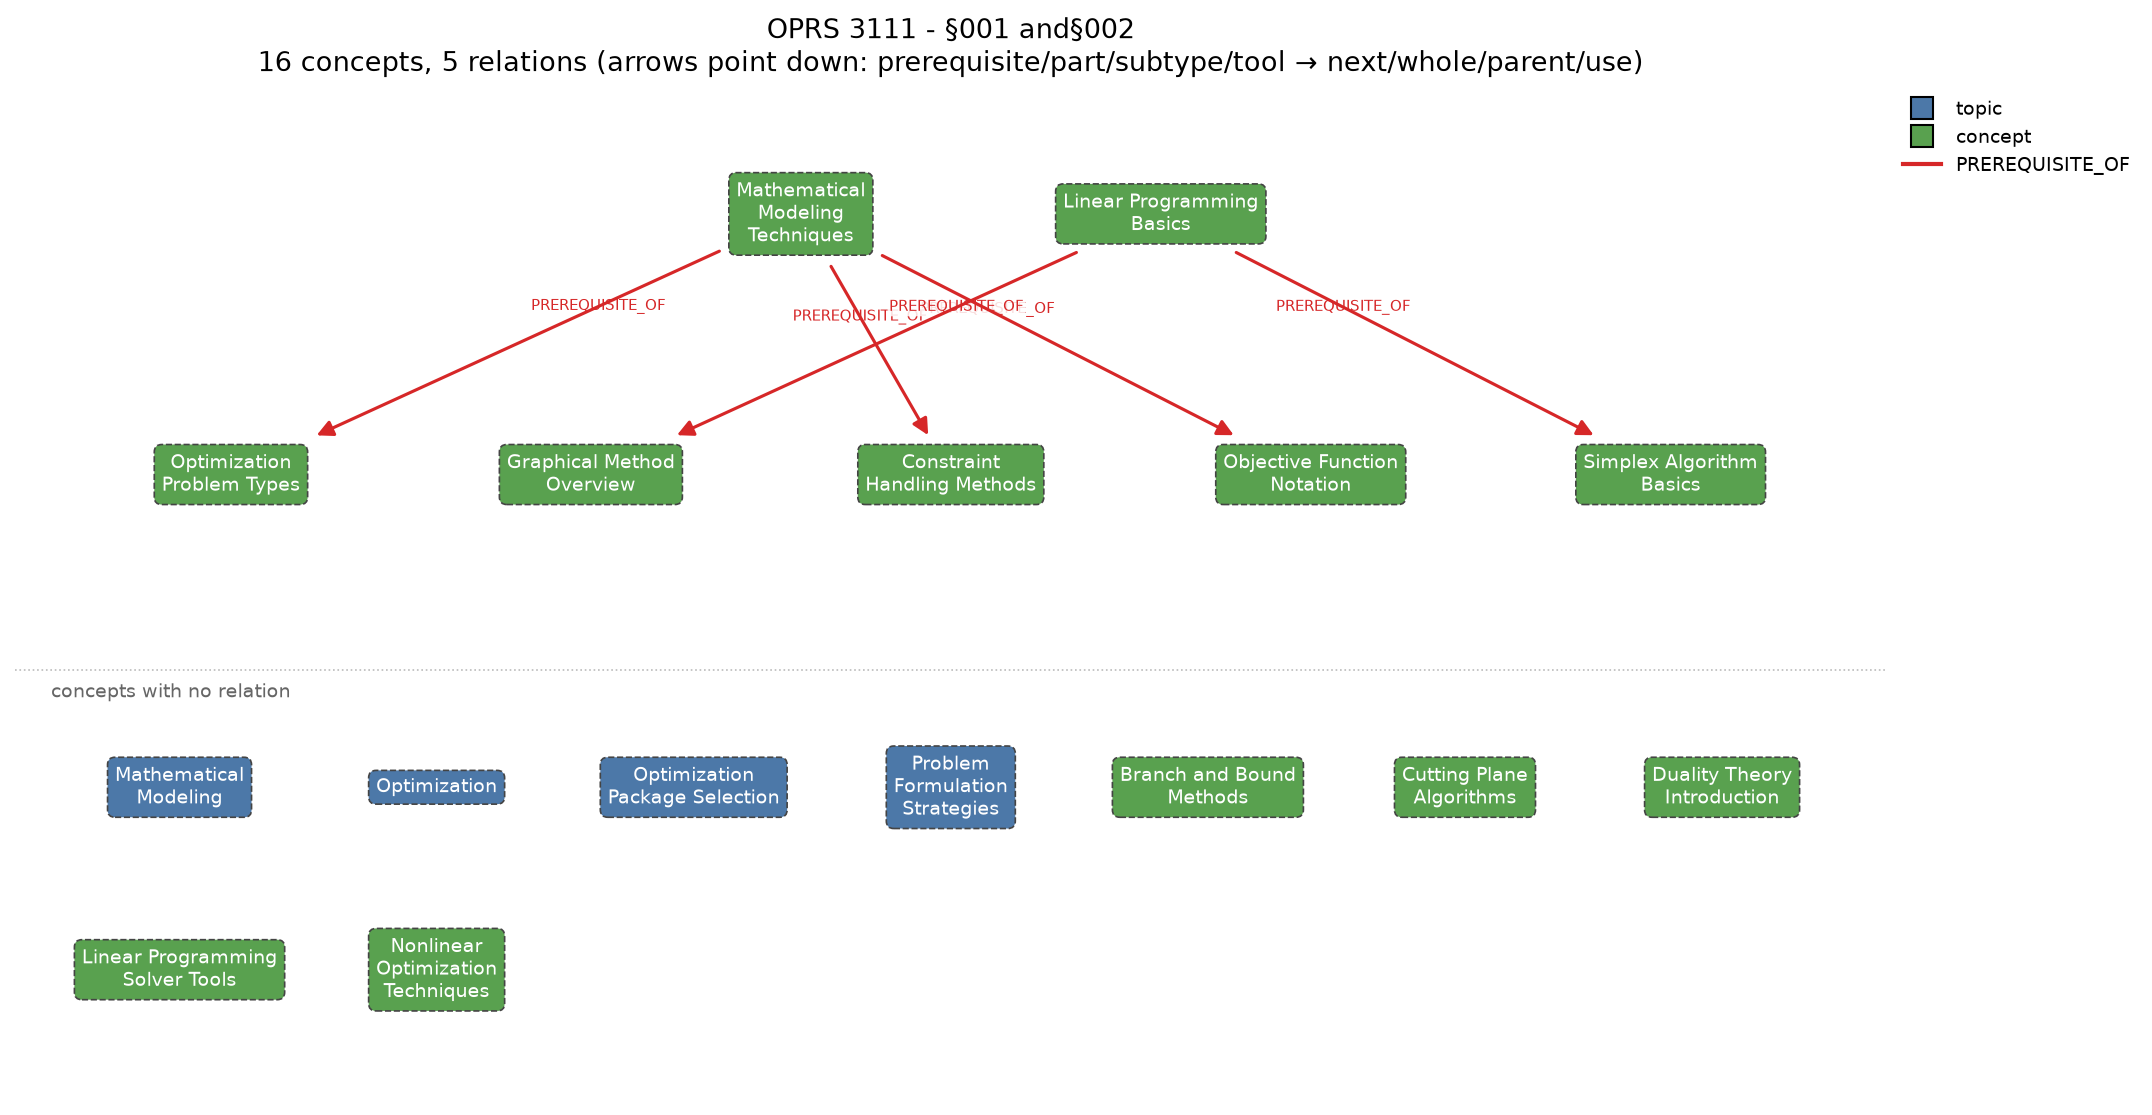 OPRS 3111 - §001 and§002
16 concepts, 5 relations (arrows point down: prerequisite/part/subtype/tool → next/whole/parent/use)
topic
concept
PREREQUISITE_OF
Mathematical
Modeling
Techniques
Linear Programming
Basics
PREREQUISITE_OF
PREREQUISITE_OF
PREREQUISITE_OF
_OF
PREREQUISITE_OF
Optimization
Problem Types
Graphical Method
Overview
Constraint
Handling Methods
Objective Function
Notation
Simplex Algorithm
Basics
concepts with no relation
Mathematical
Modeling
Optimization
Optimization
Package Selection
Problem
Formulation
Strategies
Branch and Bound
Methods
Cutting Plane
Algorithms
Duality Theory
Introduction
Linear Programming
Solver Tools
Nonlinear
Optimization
Techniques